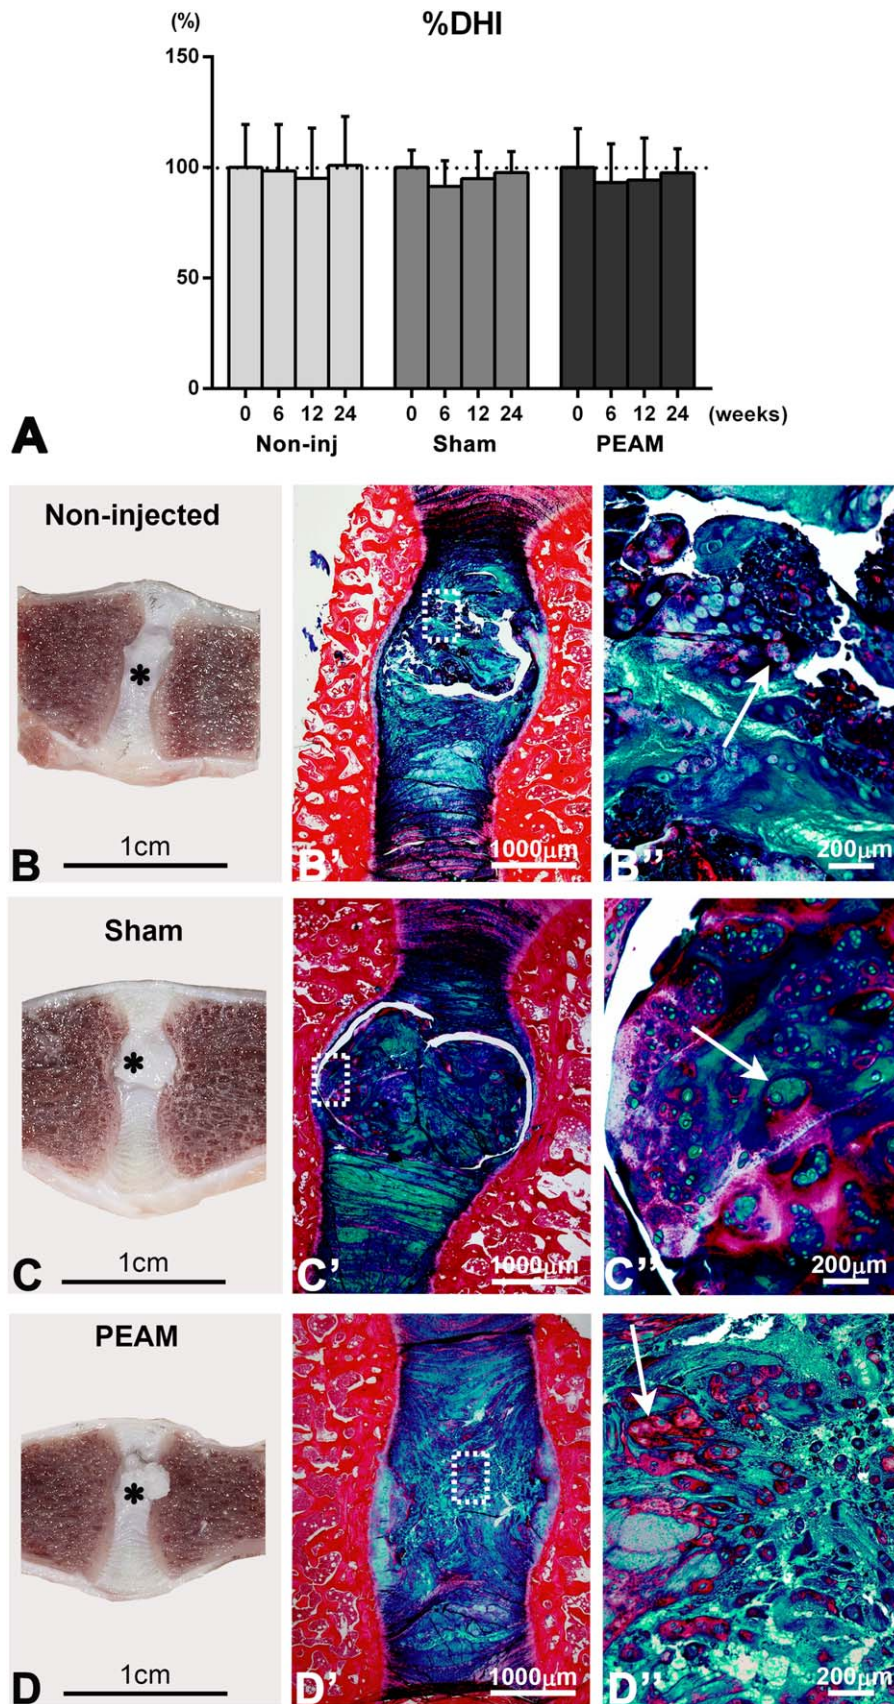 %DHI
(%)
150
100
50
0
0 6 12 24 0 6 12 24 0 6 12 24 (weeks)
Non-inj Sham PEAM
A
Non-injected
*
1cm
B
1000µm
B'
200µm
B''
Sham
*
1cm
C
1000µm
C'
200µm
C''
PEAM
*
1cm
D
1000µm
D'
200µm
D''